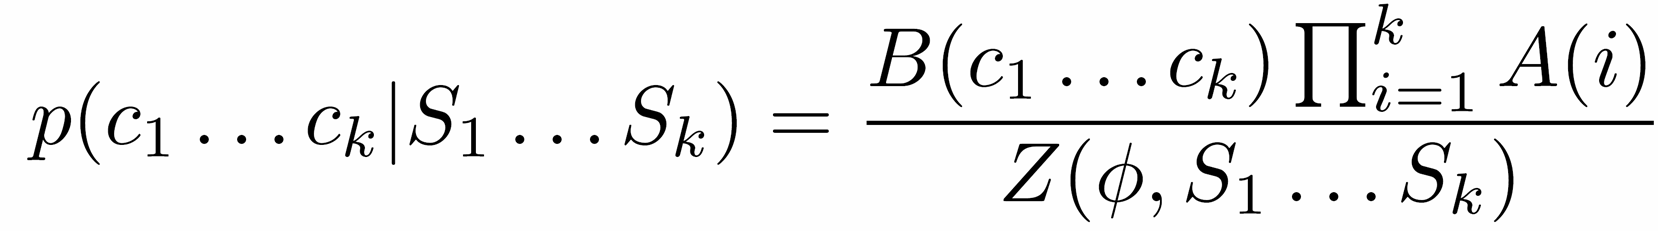 p(c_1 \ldots c_k | S_1 \ldots S_k) = \frac{B(c_1 \ldots c_k) \prod_{i=1}^{k} A(i)}{Z(\phi, S_1 \ldots S_k)}